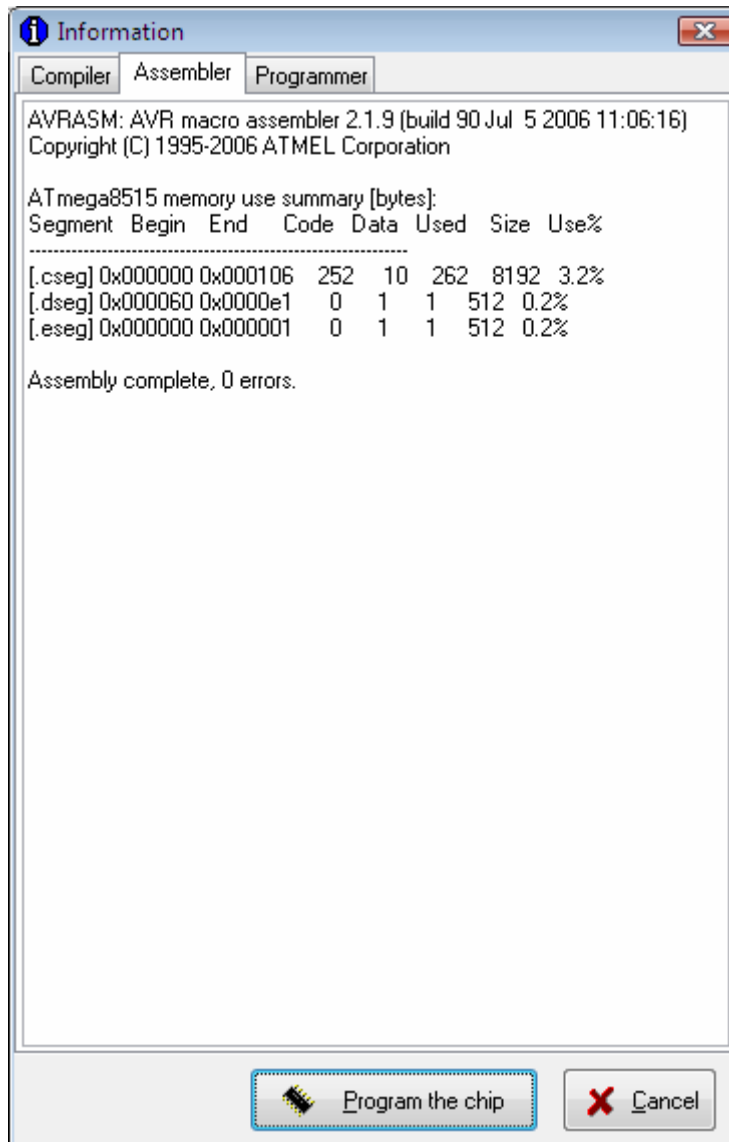 Information
Compiler Assembler Programmer
AVRASM: AVR macro assembler 2.1.9 (build 90 Jul  5 2006 11:06:16)
Copyright (C) 1995-2006 ATMEL Corporation
ATmega8515 memory use summary [bytes]:
Segment  Begin  End  Code  Data  Used  Size  Use%
---------------------------------------------------------------
[.cseg] 0x000000 0x000106  252  10  262  8192  3.2%
[.dseg] 0x000060 0x0000e1  0  1  1  512  0.2%
[.eseg] 0x000000 0x000001  0  1  1  512  0.2%
Assembly complete, 0 errors.
Program the chip Cancel